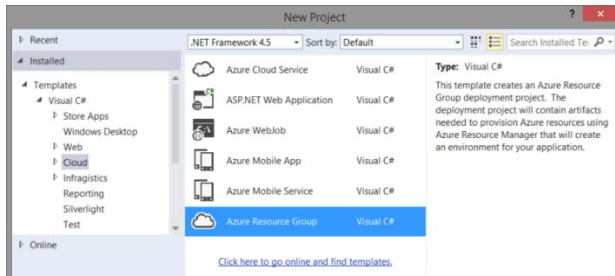 New Project
?
Recent
.NET Framework 4.5
Sort by: Default
Search Installed Te
Installed
Templates
Visual C#
Store Apps
Windows Desktop
Web
Cloud
Infragistics
Reporting
Silverlight
Test
Online
Azure Cloud Service Visual C#
ASP.NET Web Application Visual C#
Azure WebJob Visual C#
Azure Mobile App Visual C#
Azure Mobile Service Visual C#
Azure Resource Group Visual C#
Click here to go online and find templates.
Type: Visual C#
This template creates an Azure Resource
Group deployment project. The
deployment project will contain artifacts
needed to provision Azure resources using
Azure Resource Manager that will create
an environment for your application.